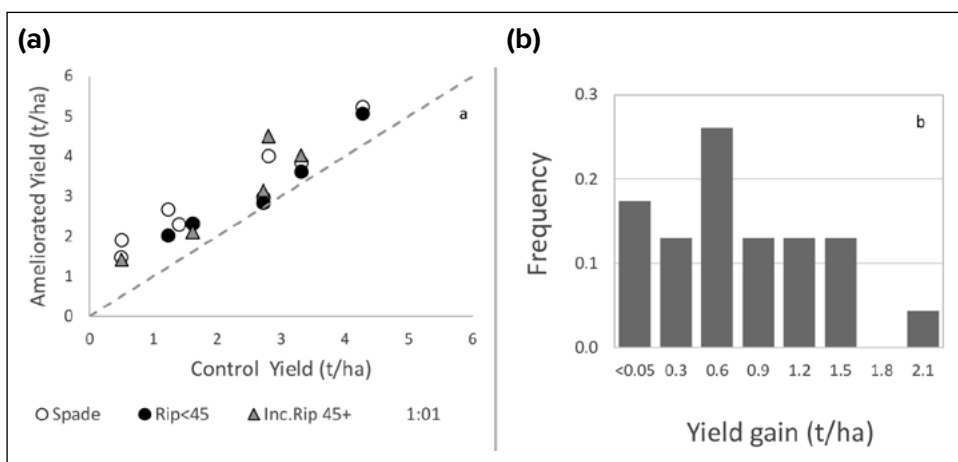 (a)
6
5
4
3
2
1
0
Ameliorated Yield (t/ha)
a
0 1 2 3 4 5 6
Control Yield (t/ha)
Spade Rip<45 Inc.Rip 45+ 1:01
(b)
0.3
0.2
0.1
0.0
Frequency
b
<0.05 0.3 0.6 0.9 1.2 1.5 1.8 2.1
Yield gain (t/ha)